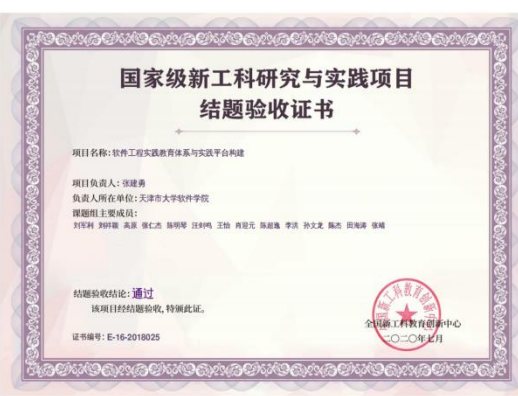 国家级新工科研究与实践项目
结题验收证书
项目名称:软件工程实践教育体系与实践平台构建
项目负责人:张建勇
负责人所在单位:天津市大学软件学院
课题组主要成员:
刘军利 刘祥颖 高原 张仁杰 陈明琴 汪剑鸣 王怡 肖迎元 陈超逸 李洪 孙文龙 陈杰 田海涛 张曦
结题验收结论:通过
该项目经结题验收,特颁此证。
全国新工科教育创新中心
二〇二〇年七月
证书编号:E-16-2018025